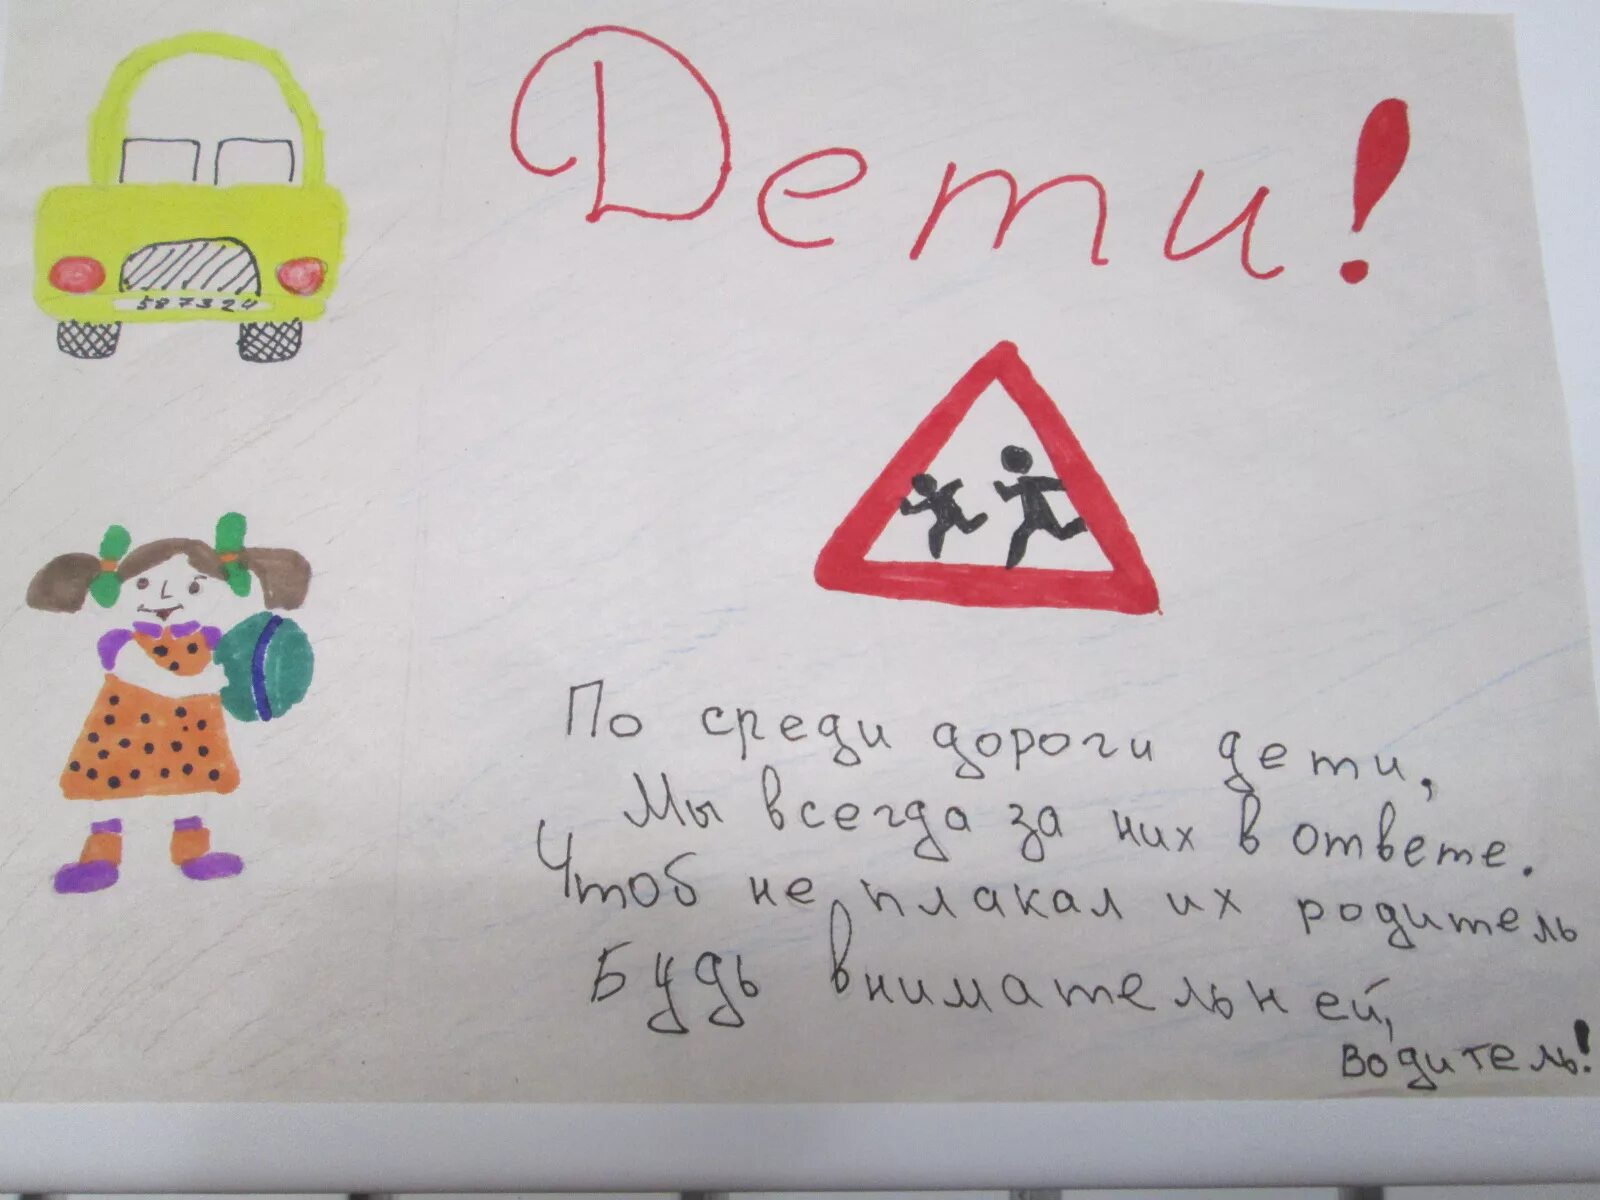 Дети!
587324
По среди дороги дети,
Мы всегда за них в ответе.
Чтоб не плакал их родитель
Будь внимательней,
водитель!